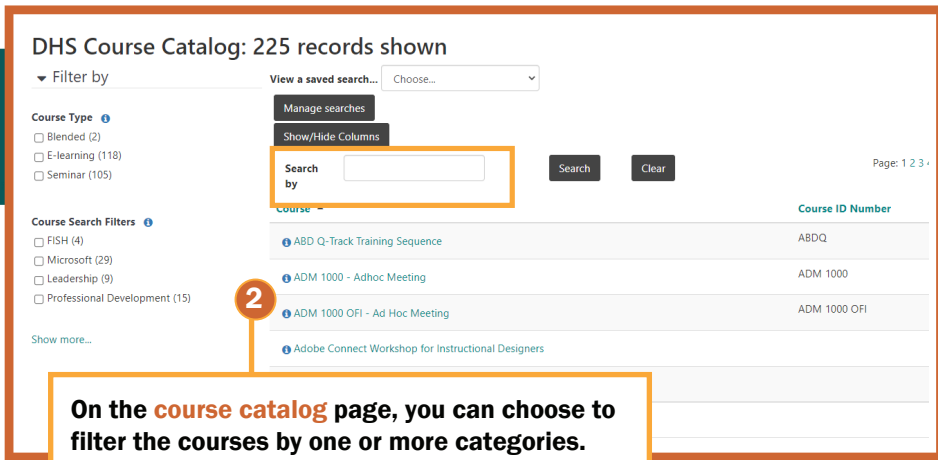 DHS Course Catalog: 225 records shown
Filter by
View a saved search... Choose...
Manage searches
Show/Hide Columns
Course Type
Blended (2)
E-learning (118)
Seminar (105)
Search by
Search
Clear
Page: 1 2 3
Course Search Filters
FISH (4)
Microsoft (29)
Leadership (9)
Professional Development (15)
Show more...
Course
Course ID Number
ABD Q-Track Training Sequence
ABDQ
ADM 1000 - Adhoc Meeting
ADM 1000
ADM 1000 OFI - Ad Hoc Meeting
ADM 1000 OFI
Adobe Connect Workshop for Instructional Designers
2
On the course catalog page, you can choose to
filter the courses by one or more categories.